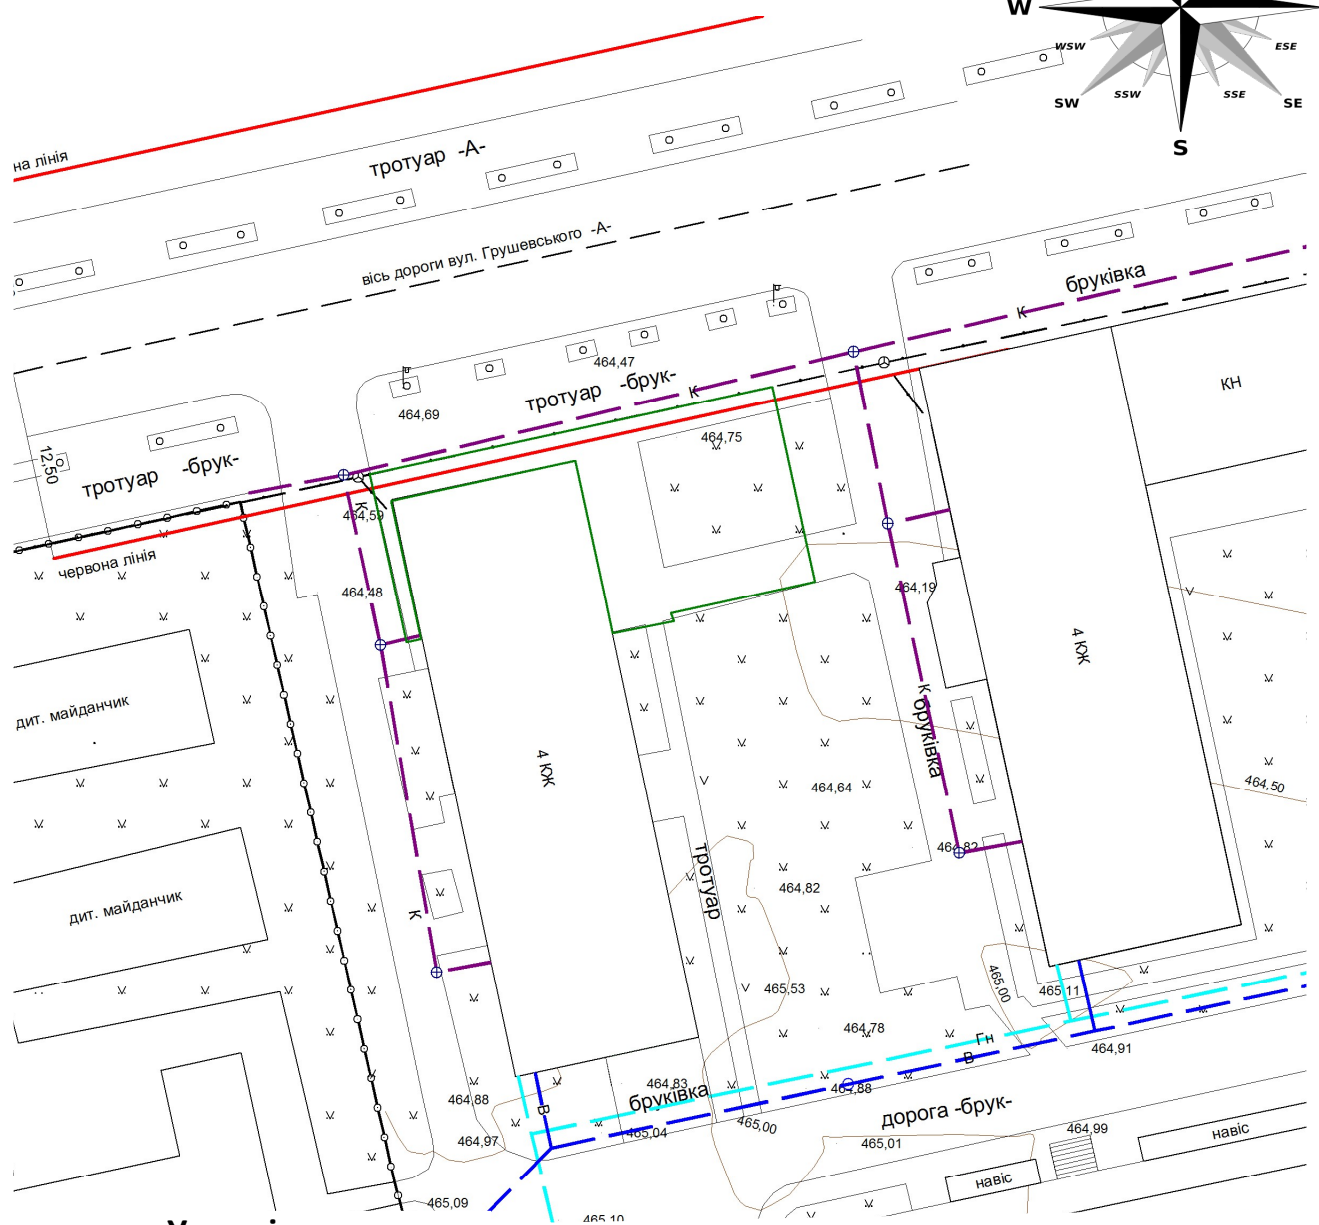 W
WSW
ESE
SW
SSW
SSE
SE
S
на лінія
тротуар -А-
вісь дороги вул. Грушевського -А-
бруківка
К
464,47
тротуар -брук-
К
464,69
КН
464,75
12,50
тротуар -брук-
К
464,59
червона лінія
464,48
464,19
4 КЖ
дит. майданчик
К
бруківка
4 КЖ
464,64
464,50
464,82
тротуар
464,82
дит. майданчик
К
465,53
465,00
465,11
464,78
Гн
В
464,91
464,83
464,88
бруківка
464,88
В
465,04
465,00
дорога -брук-
464,97
465,01
464,99
навіс
навіс
465,09
465,10